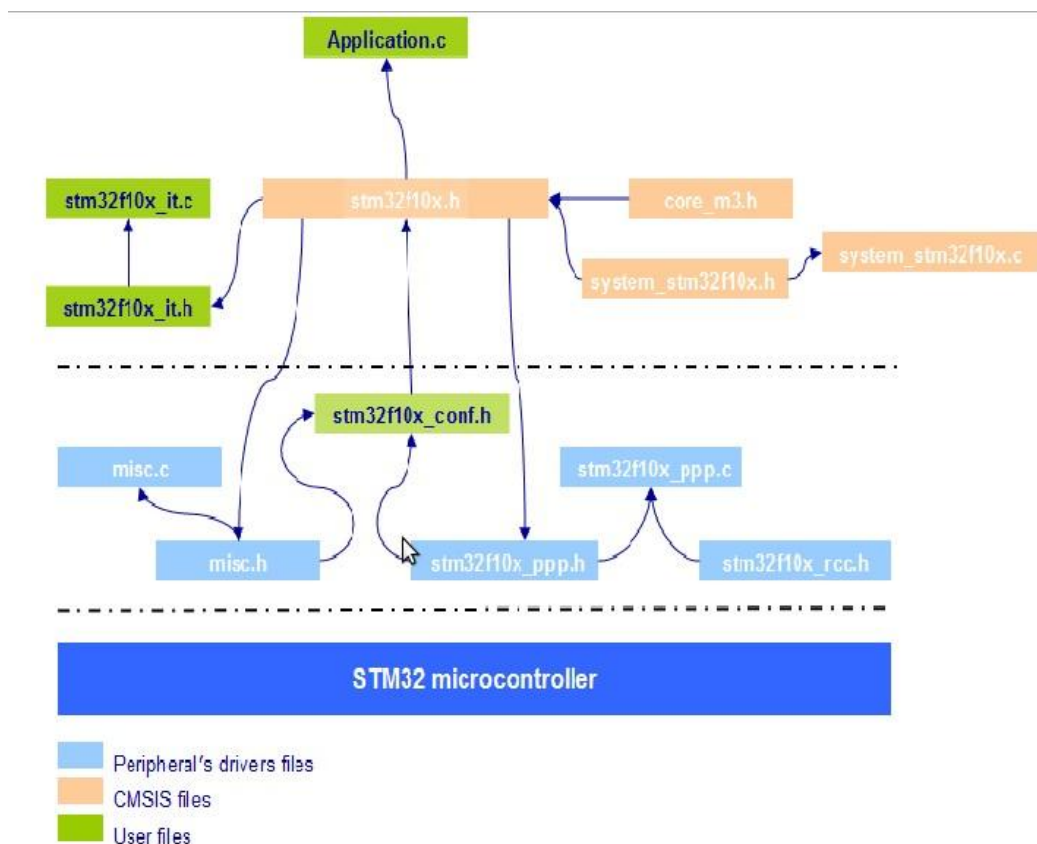 Application.c
stm32f10x_it.c
stm32f10x.h
core_m3.h
system_stm32f10x.c
system_stm32f10x.h
stm32f10x_it.h
stm32f10x_conf.h
misc.c
stm32f10x_ppp.c
misc.h
stm32f10x_ppp.h
stm32f10x_rcc.h
STM32 microcontroller
Peripheral's drivers files
CMSIS files
User files